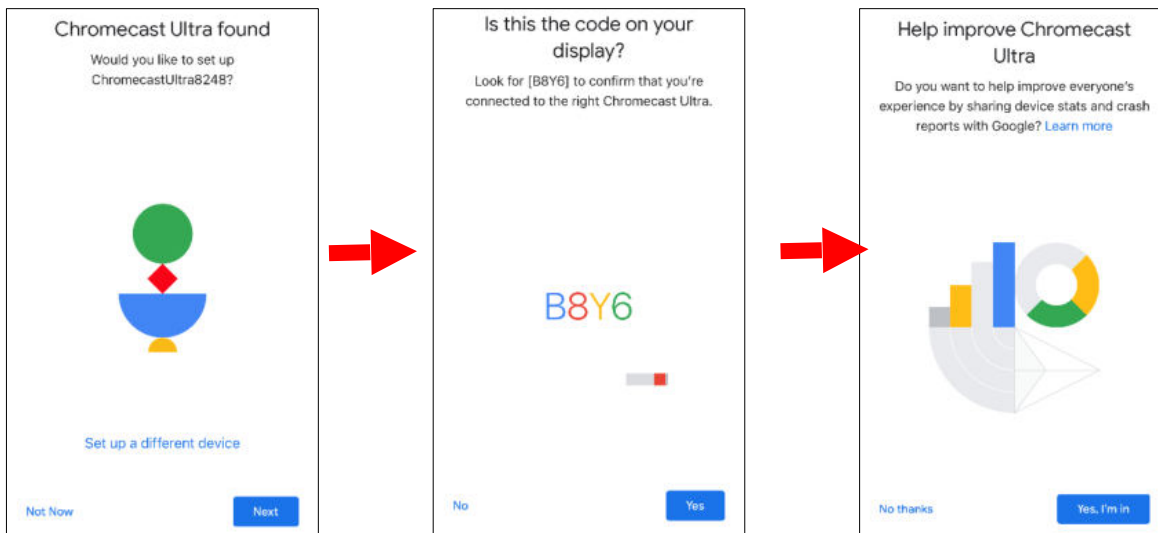 Chromecast Ultra found
Would you like to set up
ChromecastUltra8248?
Set up a different device
Not Now
Next
Is this the code on your
display?
Look for [B8Y6] to confirm that you're
connected to the right Chromecast Ultra.
B8Y6
No
Yes
Help improve Chromecast
Ultra
Do you want to help improve everyone's
experience by sharing device stats and crash
reports with Google? Learn more
No thanks
Yes, I'm in